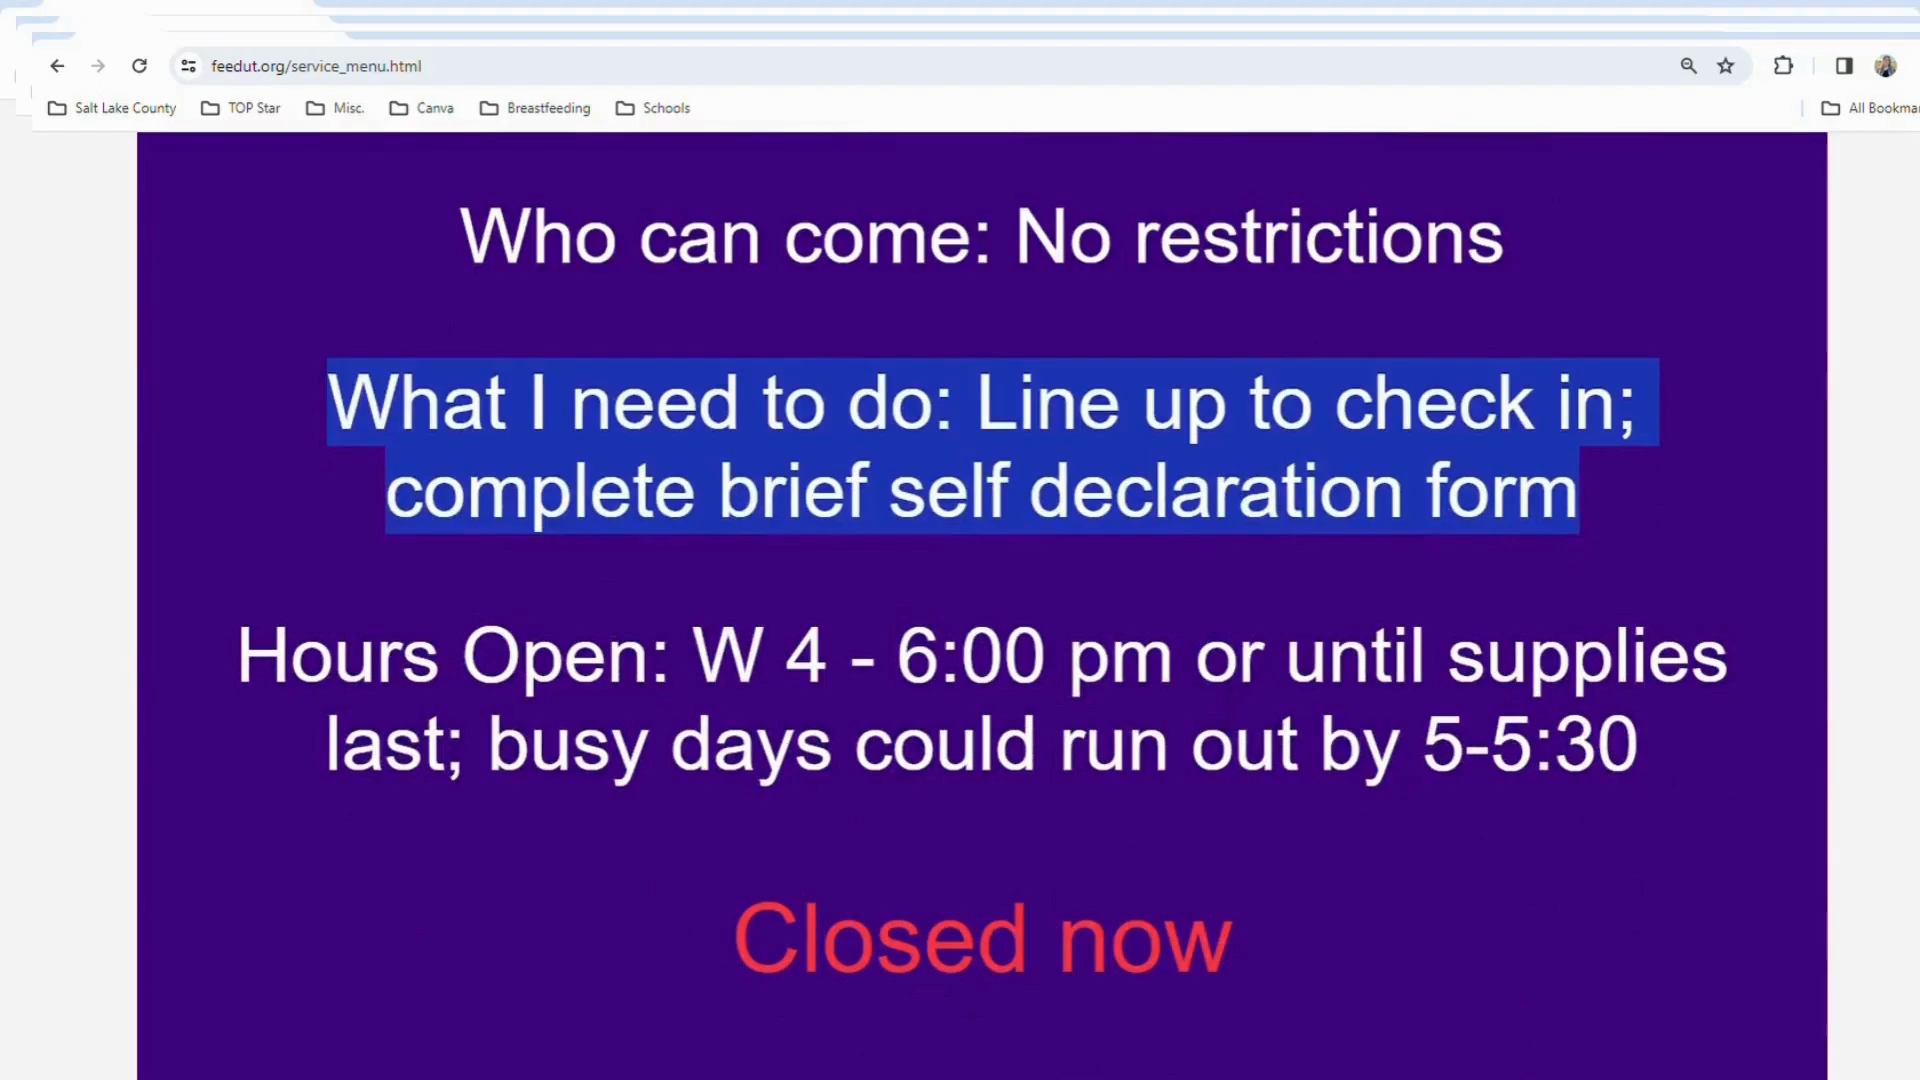 feedut.org/service_menu.html
Salt Lake County TOP Star Misc. Canva Breastfeeding Schools All Bookmar
Who can come: No restrictions
What I need to do: Line up to check in;
complete brief self declaration form
Hours Open: W 4 - 6:00 pm or until supplies
last; busy days could run out by 5-5:30
Closed now